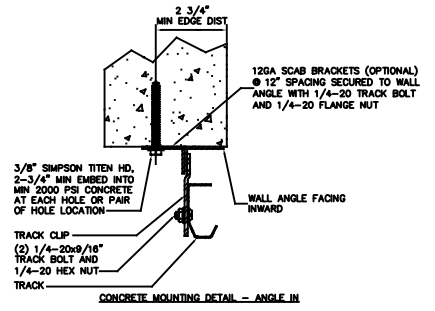 2 3/4"
MIN EDGE DIST
12GA SCAB BRACKETS (OPTIONAL)
@ 12" SPACING SECURED TO WALL
ANGLE WITH 1/4-20 TRACK BOLT
AND 1/4-20 FLANGE NUT
3/8" SIMPSON TITEN HD,
2-3/4" MIN EMBED INTO
MIN 2000 PSI CONCRETE
AT EACH HOLE OR PAIR
OF HOLE LOCATION
WALL ANGLE FACING
INWARD
TRACK CLIP
(2) 1/4-20x9/16"
TRACK BOLT AND
1/4-20 HEX NUT
TRACK
CONCRETE MOUNTING DETAIL - ANGLE IN